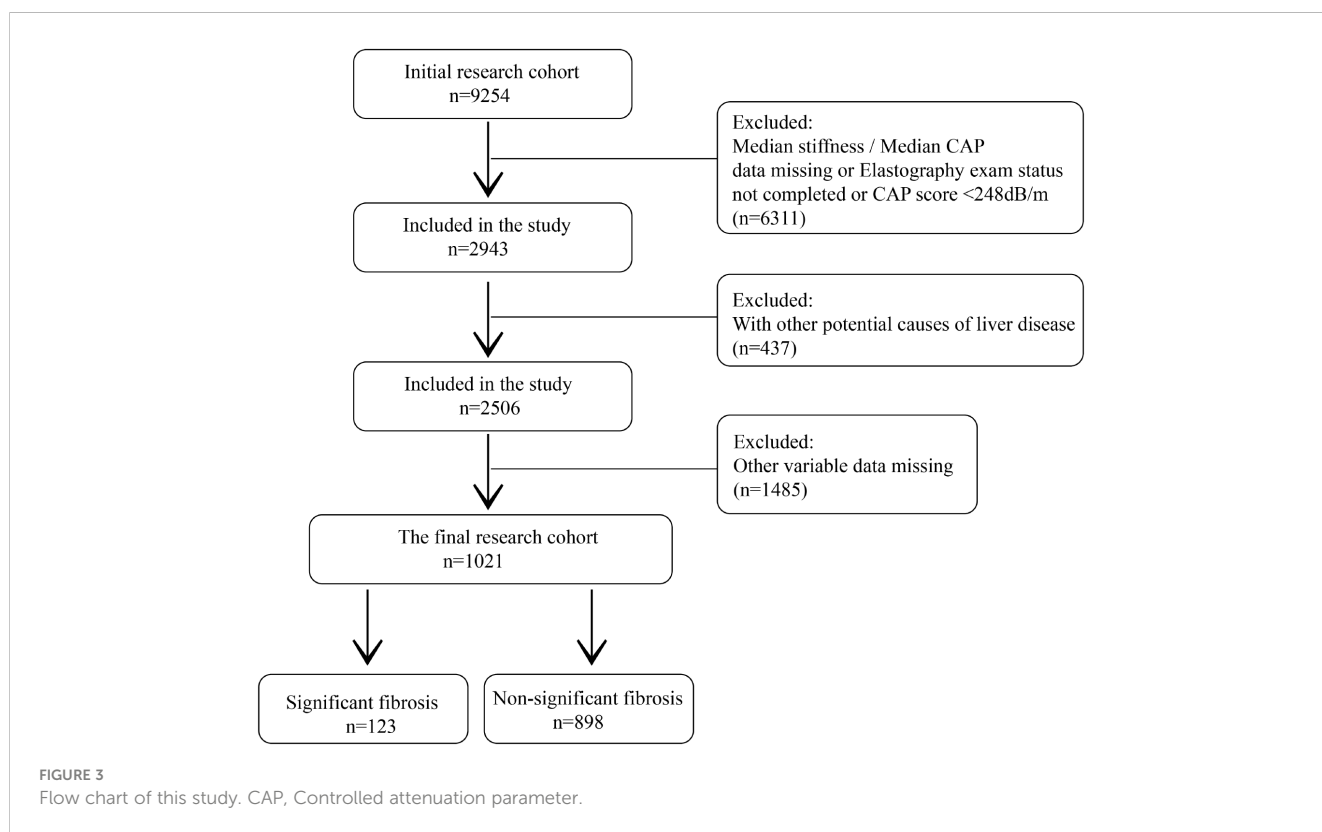 Initial research cohort
n=9254
Excluded:
Median stiffness / Median CAP
data missing or Elastography exam status
not completed or CAP score <248dB/m
(n=6311)
Included in the study
n=2943
Excluded:
With other potential causes of liver disease
(n=437)
Included in the study
n=2506
Excluded:
Other variable data missing
(n=1485)
The final research cohort
n=1021
Significant fibrosis
n=123
Non-significant fibrosis
n=898
FIGURE 3
Flow chart of this study. CAP, Controlled attenuation parameter.